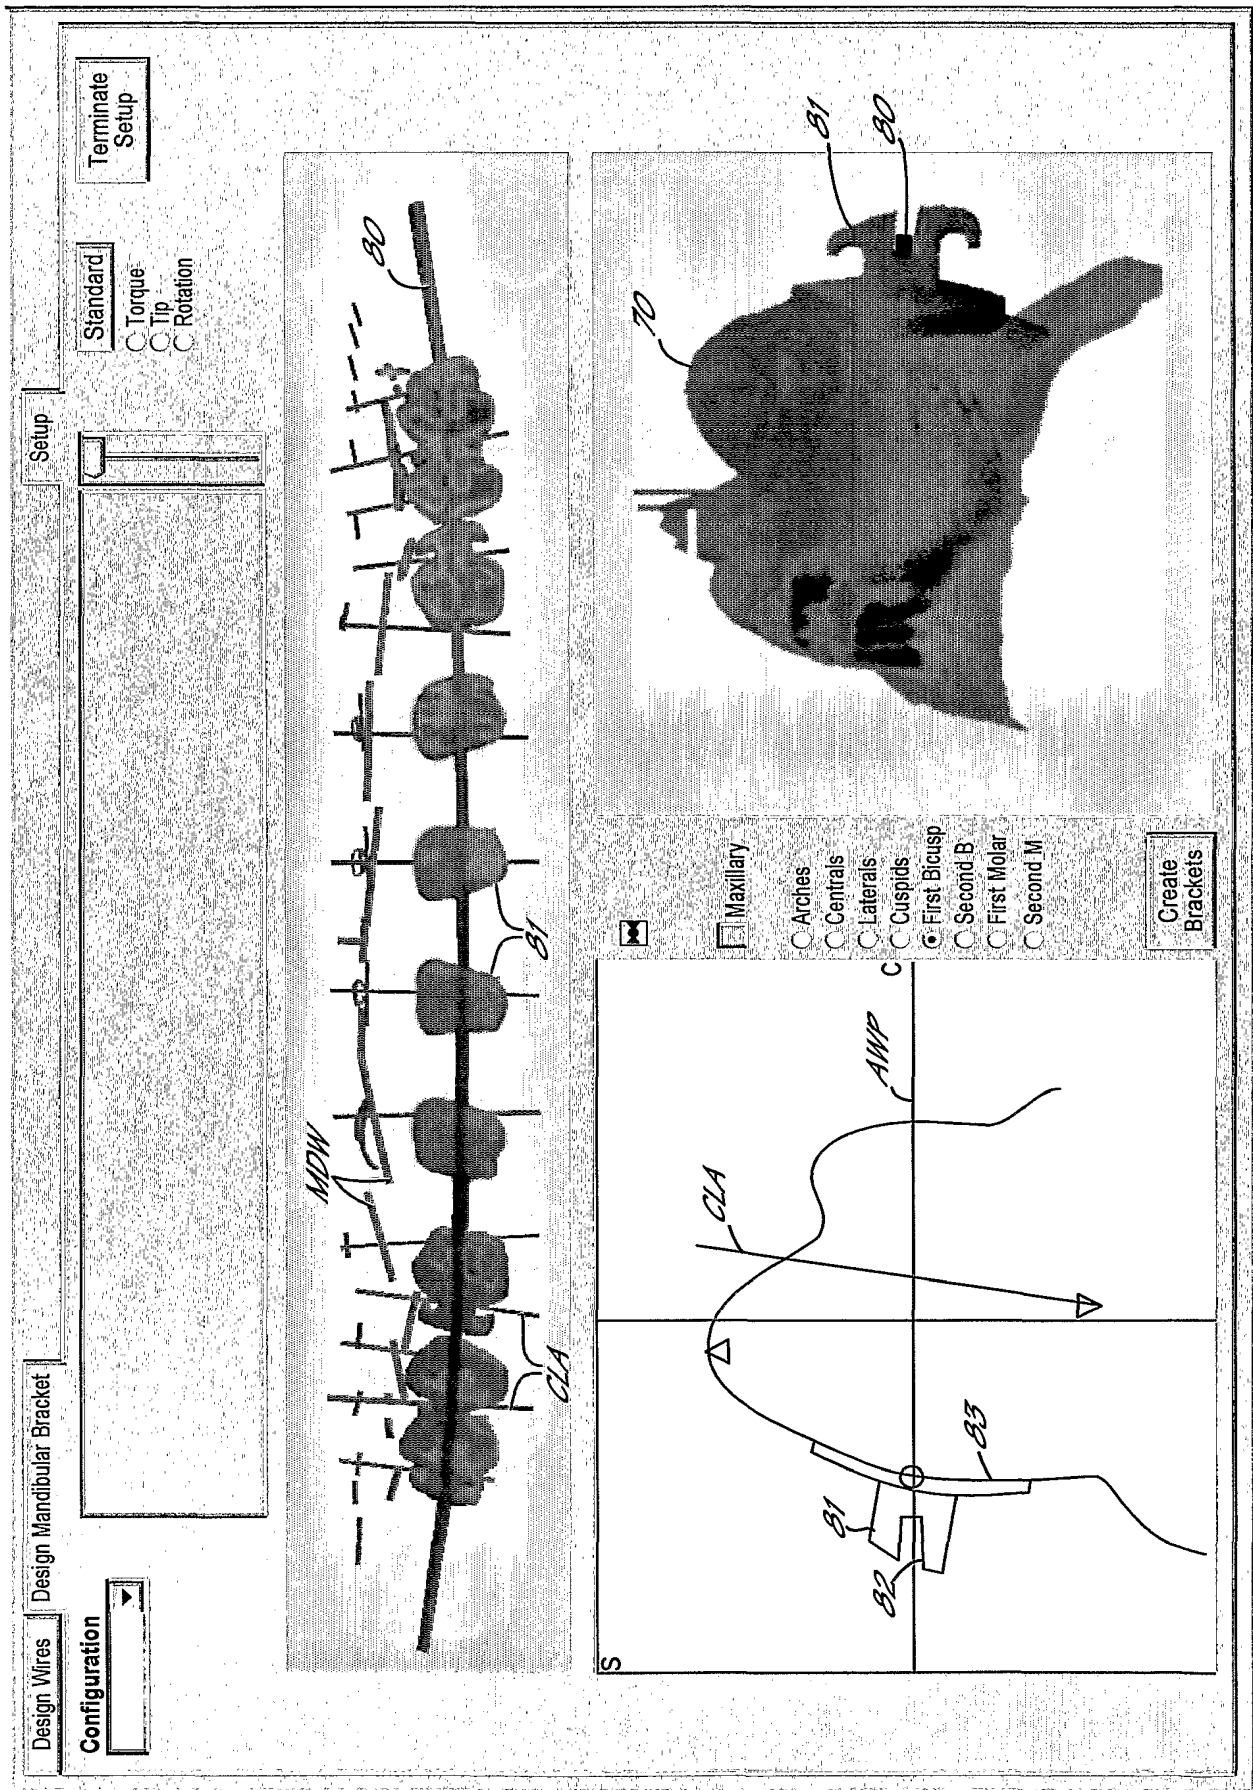 Design Wires
Design Mandibular Bracket
Setup
Configuration
Standard
Torque
Tip
Rotation
Terminate
Setup
80
MDW
81
CLA
S
C
AWP
CLA
81
82
83
Maxillary
Arches
Centrals
Laterals
Cuspids
First Bicusp
Second B
First Molar
Second M
Create
Brackets
70
81
80